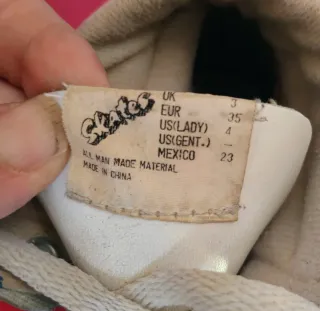 Skates
UK 3
EUR 35
US(LADY) 4
US(GENT.) —
MEXICO 23
ALL MAN MADE MATERIAL
MADE IN CHINA